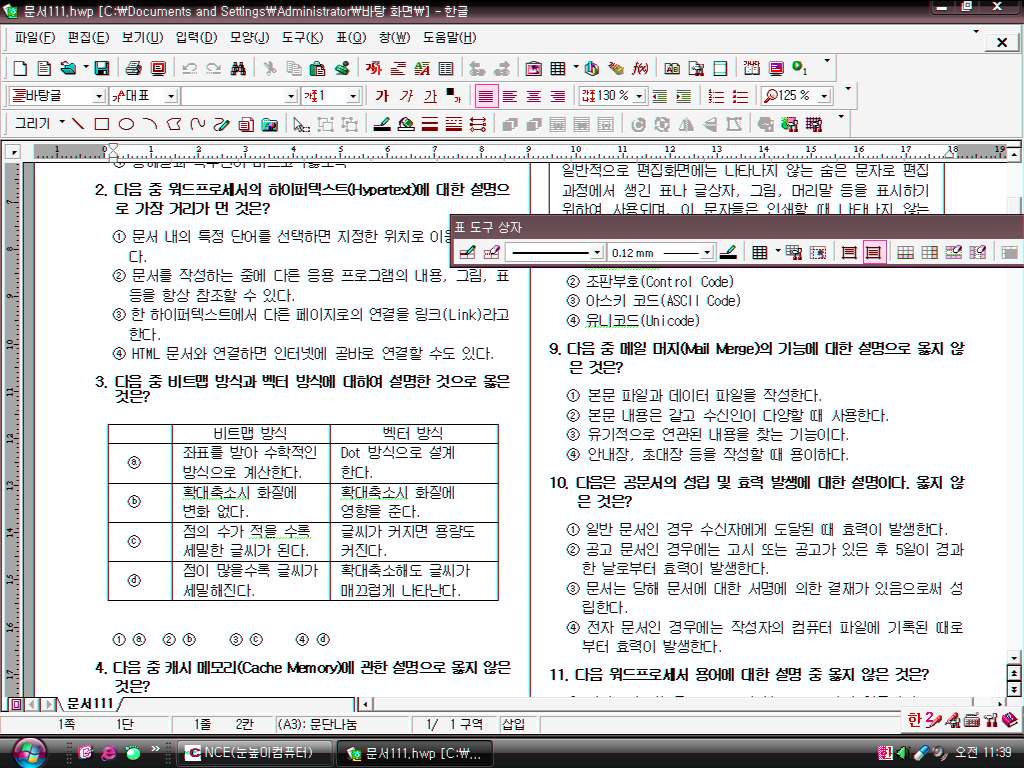 문서111.hwp [C:\Documents and Settings\Administrator\바탕 화면\] - 한글
파일(F) 편집(E) 보기(U) 입력(D) 모양(J) 도구(K) 표(Q) 창(W) 도움말(H)
바탕글 대표 1 가 가 가 130 % 125 %
그리기
2. 다음 중 워드프로세서의 하이퍼텍스트(Hypertext)에 대한 설명으
로 가장 거리가 먼 것은?
① 문서 내의 특정 단어를 선택하면 지정한 위치로
다.
② 문서를 작성하는 중에 다른 응용 프로그램의 내용, 그림, 표
등을 항상 참조할 수 있다.
③ 한 하이퍼텍스트에서 다른 페이지로의 연결을 링크(Link)라고
한다.
④ HTML 문서와 연결하면 인터넷에 곧바로 연결할 수도 있다.
3. 다음 중 비트맵 방식과 벡터 방식에 대하여 설명한 것으로 옳은
것은?
비트맵 방식 벡터 방식
ⓐ 좌표를 받아 수학적인 방식으로 계산한다. Dot 방식으로 설계한다.
ⓑ 확대축소시 화질에 변화 없다. 확대축소시 화질에 영향을 준다.
ⓒ 점의 수가 적을 수록 세밀한 글씨가 된다. 글씨가 커지면 용량도 커진다.
ⓓ 점이 많을수록 글씨가 세밀해진다. 확대축소해도 글씨가 매끄럽게 나타난다.
① ⓐ ② ⓑ ③ ⓒ ④ ⓓ
4. 다음 중 캐시 메모리(Cache Memory)에 관한 설명으로 옳지 않은
것은?
일반적으로 편집화면에는 나타나지 않는 숨은 문자로 편집
과정에서 생긴 표나 글상자, 그림, 머리말 등을 표시하기
위하여 사용되며, 이 문자들은 인쇄할 때 나타나지 않는
표 도구 상자
0.12 mm
② 조판부호(Control Code)
③ 아스키 코드(ASCII Code)
④ 유니코드(Unicode)
9. 다음 중 메일 머지(Mail Merge)의 기능에 대한 설명으로 옳지 않
은 것은?
① 본문 파일과 데이터 파일을 작성한다.
② 본문 내용은 같고 수신인이 다양할 때 사용한다.
③ 유기적으로 연관된 내용을 찾는 기능이다.
④ 안내장, 초대장 등을 작성할 때 용이하다.
10. 다음은 공문서의 성립 및 효력 발생에 대한 설명이다. 옳지 않
은 것은?
① 일반 문서인 경우 수신자에게 도달된 때 효력이 발생한다.
② 공고 문서인 경우에는 고시 또는 공고가 있은 후 5일이 경과
한 날로부터 효력이 발생한다.
③ 문서는 당해 문서에 대한 서명에 의한 결재가 있음으로써 성
립한다.
④ 전자 문서인 경우에는 작성자의 컴퓨터 파일에 기록된 때로
부터 효력이 발생한다.
11. 다음 워드프로세서 용어에 대한 설명 중 옳지 않은 것은?
문서111
1쪽 1단 1줄 2칸 (A3): 문단나눔 1/ 1 구역 삽입
한
NCE(눈높이컴퓨터) 문서111.hwp [C:\... 오전 11:39